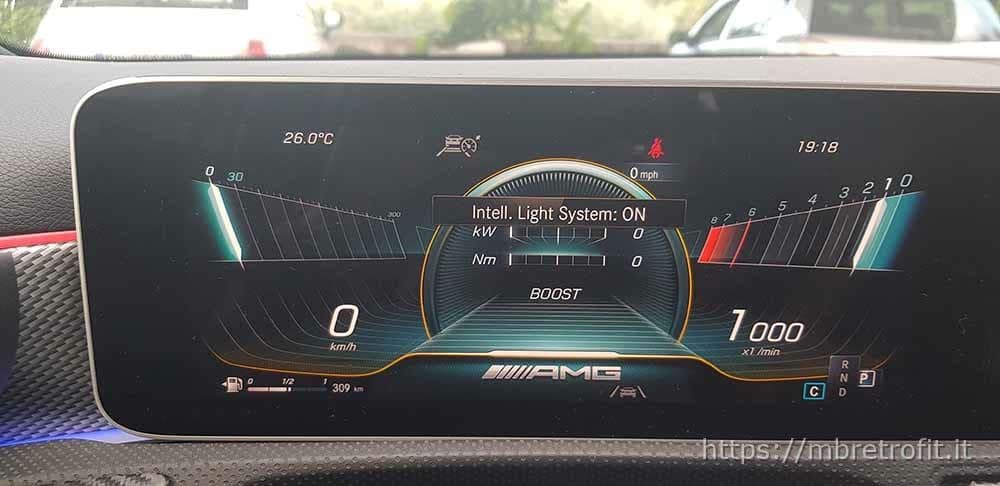 26.0°C
19:18
0 mph
0 30
300
Intell. Light System: ON
8 7 6 5 4 3 2 1 0
kW 0
Nm 0
BOOST
0
km/h
1000
x1/min
AMG
0 1/2 1 309 km
R
N
D
P
C
https://mbretrofit.it